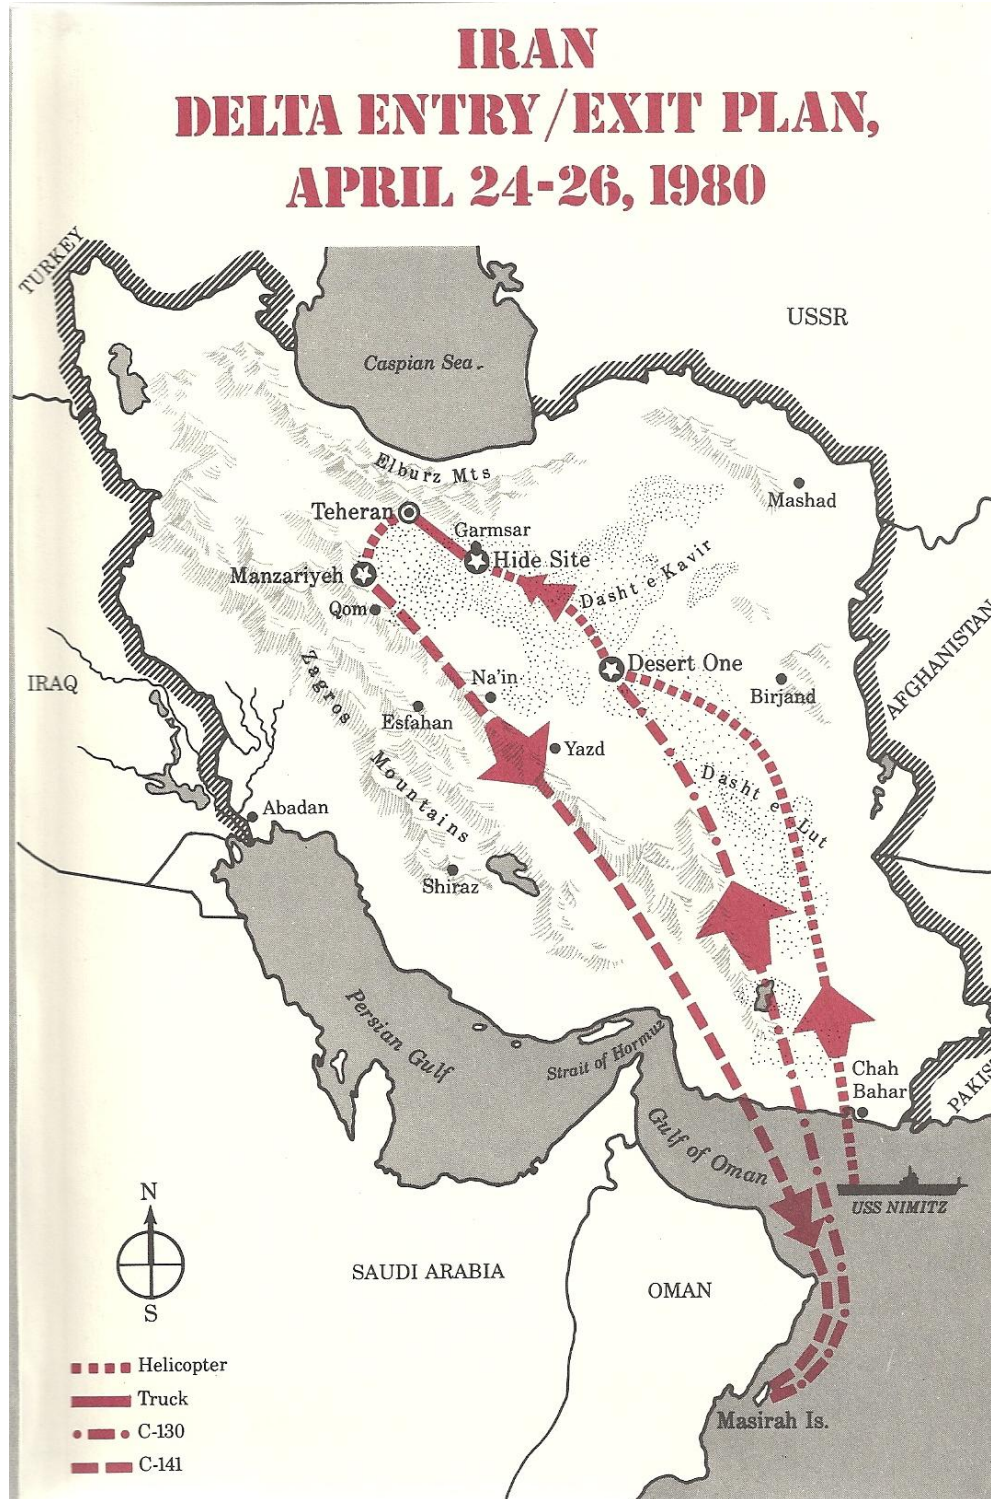 IRAN
DELTA ENTRY/EXIT PLAN,
APRIL 24-26, 1980
TURKEY
USSR
Caspian Sea.
Elburz Mts
Mashad
Teheran
Garmsar
Hide Site
Manzariyeh
Dasht e Kavir
Qom
AFGHANISTAN
Zagros
Mountains
IRAQ
Na'in
Desert One
Birjand
Esfahan
Yazd
Dasht e Lut
Abadan
Shiraz
Persian Gulf
Strait of Hormuz
Chah
Bahar
Gulf of Oman
USS NIMITZ
N
S
SAUDI ARABIA
OMAN
Helicopter
Truck
C-130
C-141
Masirah Is.